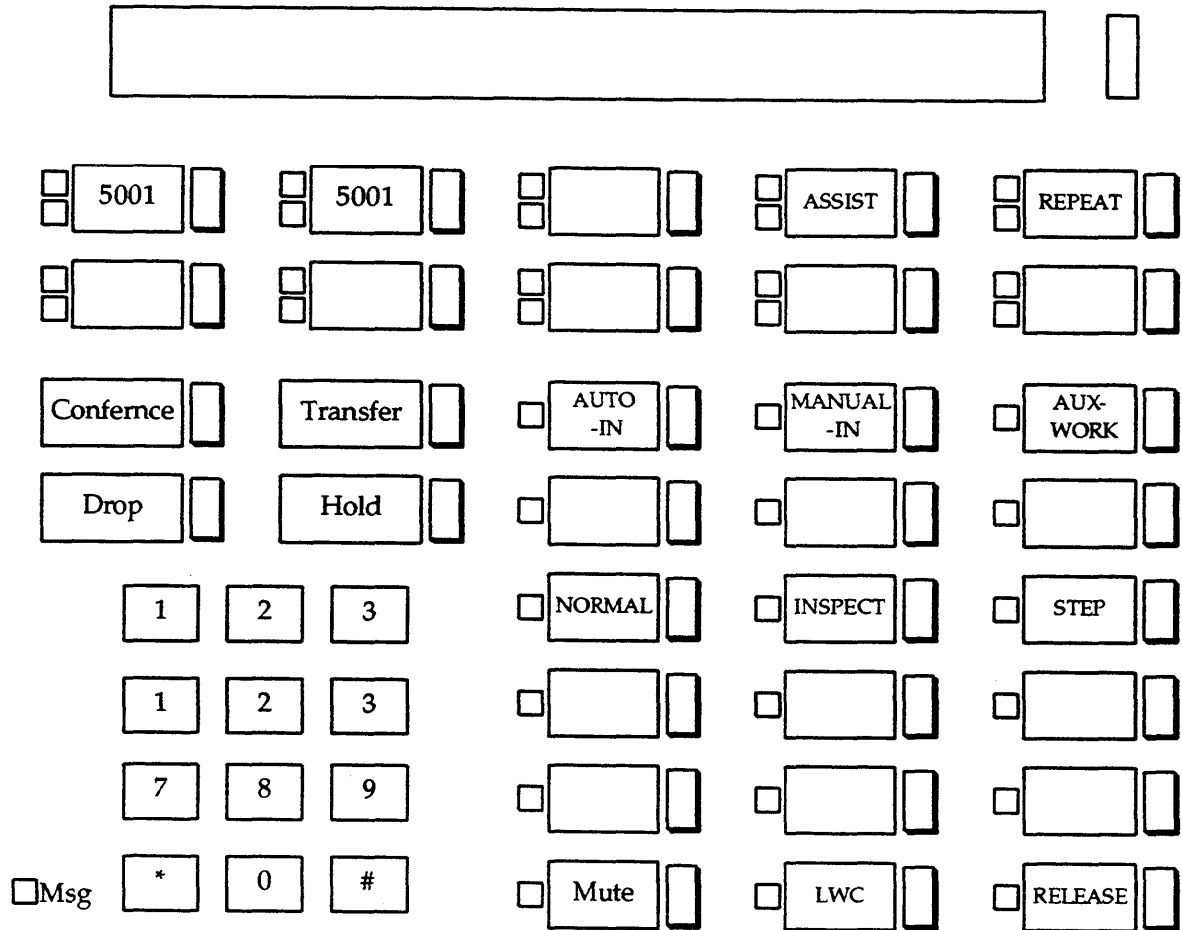 5001 5001 ASSIST REPEAT
Confernce Transfer AUTO MANUAL AUX-
-IN -IN WORK
Drop Hold
1 2 3 NORMAL INSPECT STEP
1 2 3
7 8 9
Msg * 0 # Mute LWC RELEASE